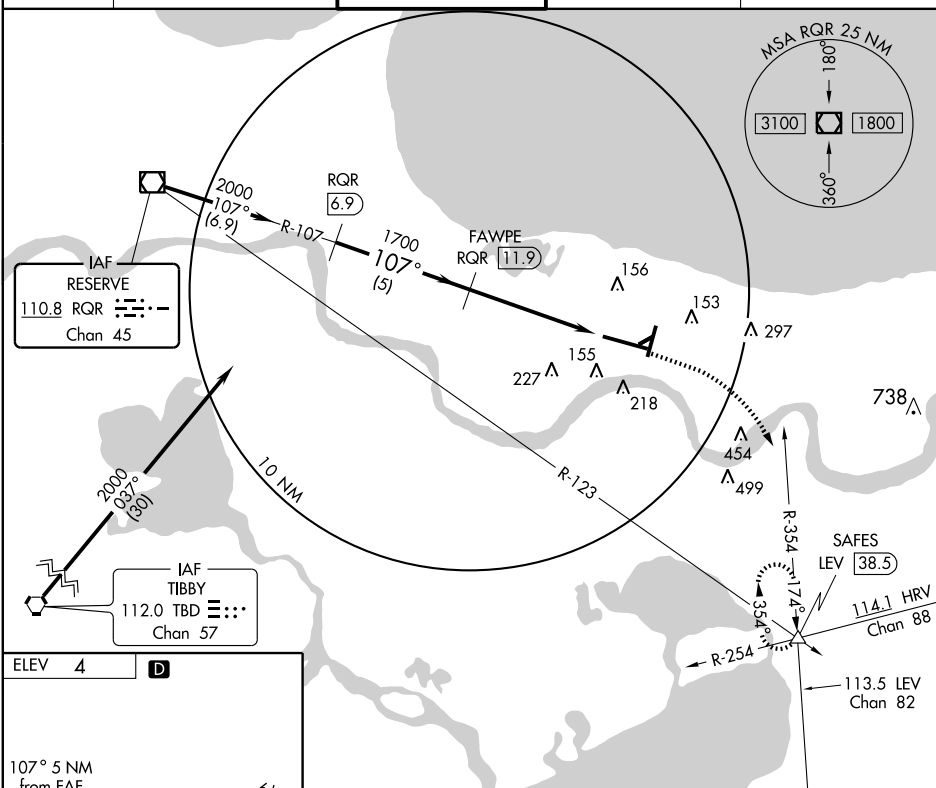 MSA RQR 25 NM
180°
3100
1800
360°
2000
107°
(6.9)
R-107
RQR
6.9
1700
107°
(5)
FAWPE
RQR 11.9
IAF
RESERVE
110.8 RQR
Chan 45
156
153
297
155
227
218
738
454
499
10 NM
R-123
2000
037°
(30)
IAF
TIBBY
112.0 TBD
Chan 57
R-354
SAFES
LEV 38.5
174°
354°
114.1 HRV
Chan 88
R-254
113.5 LEV
Chan 82
ELEV 4
D
107° 5 NM
from FAF